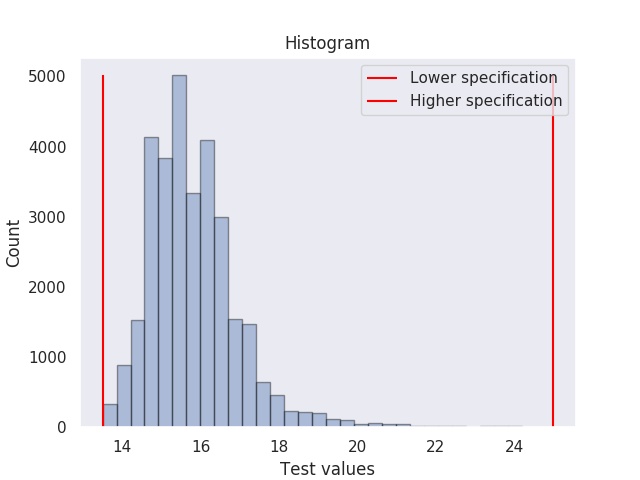 Histogram
Lower specification
Higher specification
5000
4000
3000
2000
1000
0
Count
14 16 18 20 22 24
Test values